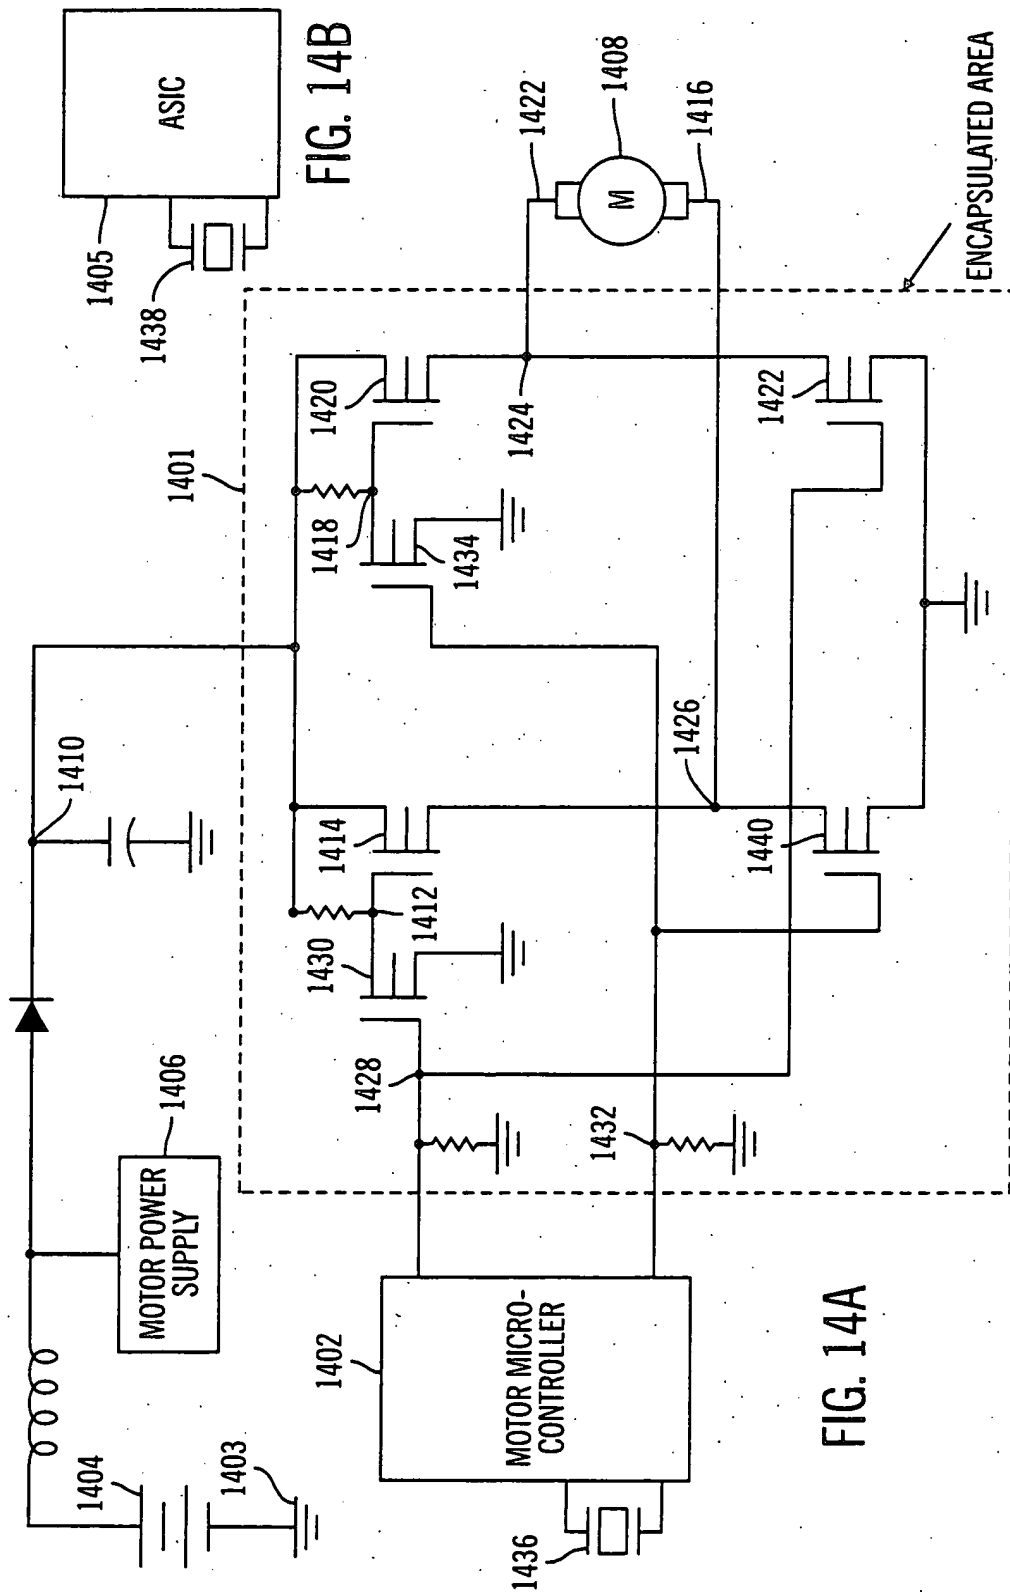 1404
1403
MOTOR POWER
SUPPLY
1406
1410
1401
1405
ASIC
1438
FIG. 14B
1402
MOTOR MICRO-
CONTROLLER
1436
1428
1430
1412
1414
1418
1434
1420
1424
1422
1408
M
1416
1432
1426
1440
1422
ENCAPSULATED AREA
FIG. 14A